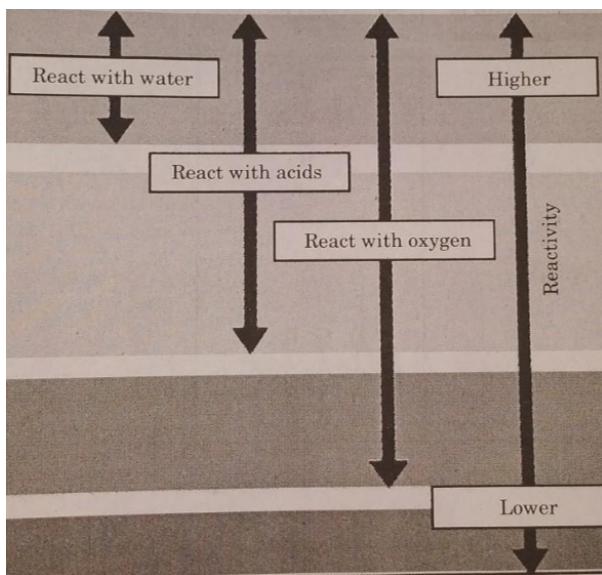 React with water
Higher
React with acids
Reactivity
React with oxygen
Lower